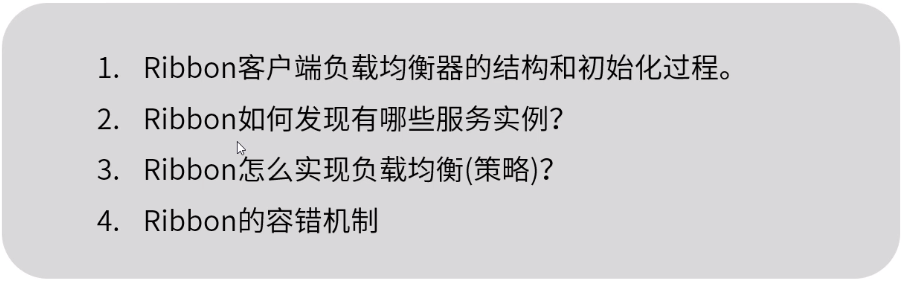 1. Ribbon客户端负载均衡器的结构和初始化过程。
2. Ribbon如何发现有哪些服务实例？
3. Ribbon怎么实现负载均衡(策略)？
4. Ribbon的容错机制